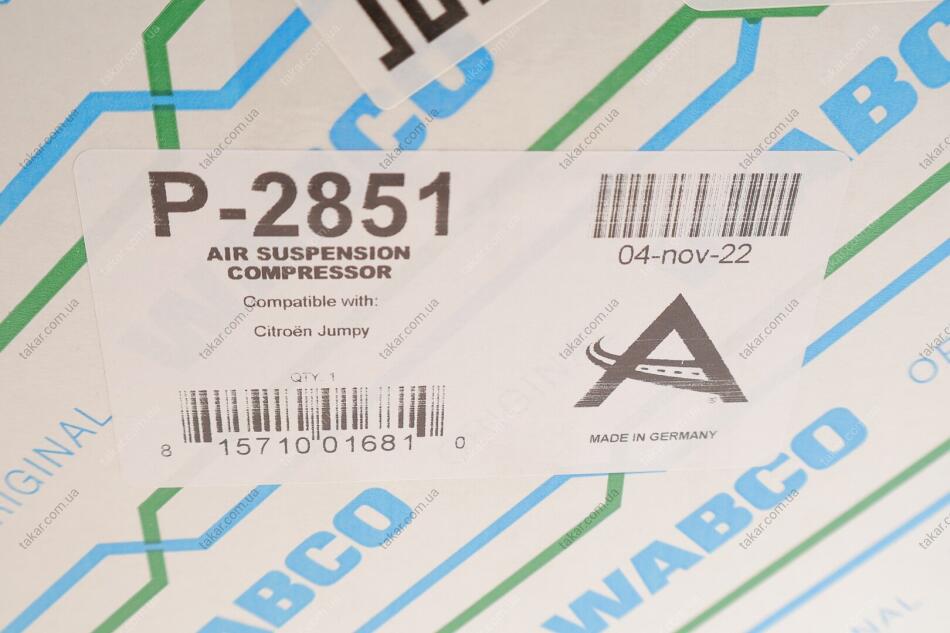 P-2851
AIR SUSPENSION
COMPRESSOR
Compatible with:
Citroën Jumpy
QTY 1
8 15710 01681 0
04-nov-22
A
MADE IN GERMANY
WABCO
WABCO
WABCO
WABCO
ORIGINAL
takar.com.ua